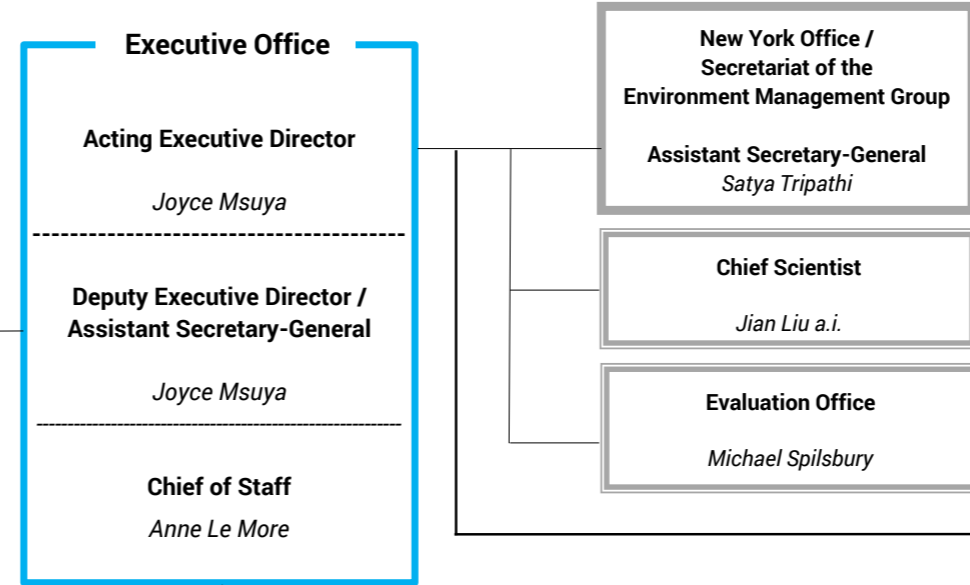 Executive Office
Acting Executive Director
Joyce Msuya
Deputy Executive Director /
Assistant Secretary-General
Joyce Msuya
Chief of Staff
Anne Le More
New York Office /
Secretariat of the
Environment Management Group
Assistant Secretary-General
Satya Tripathi
Chief Scientist
Jian Liu a.i.
Evaluation Office
Michael Spilsbury